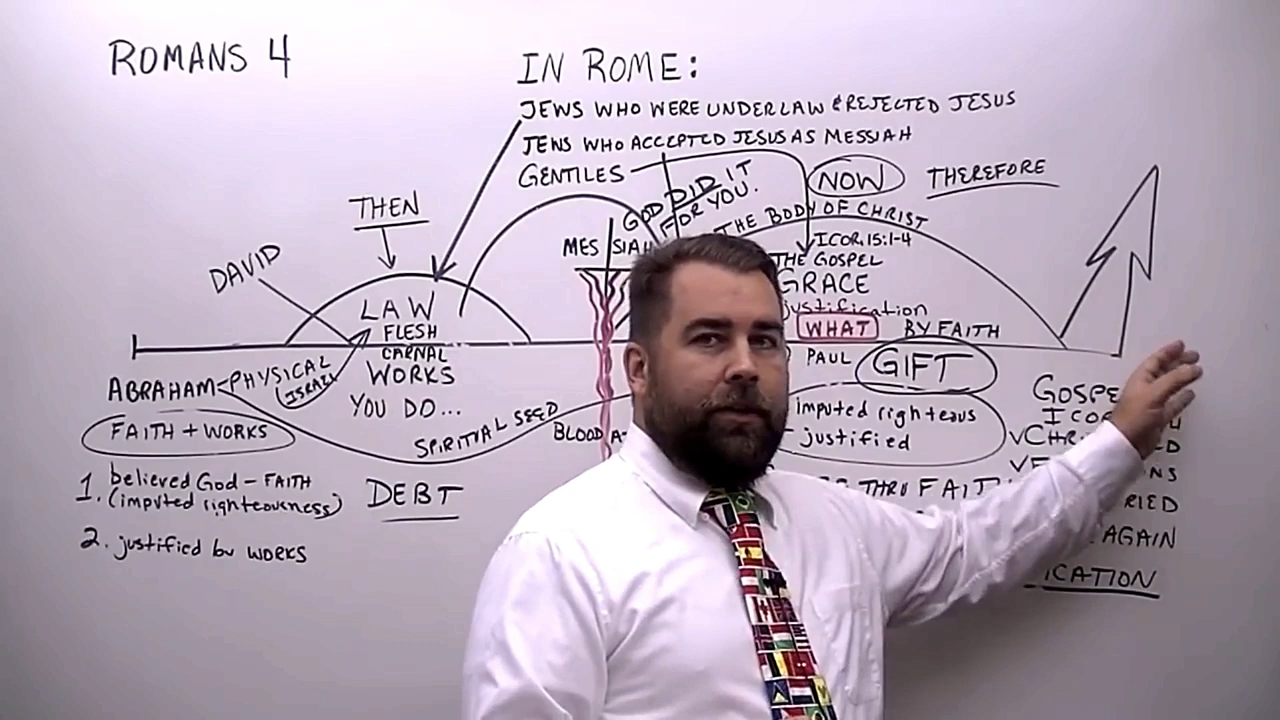 ROMANS 4
IN ROME:
JEWS WHO WERE UNDER LAW & REJECTED JESUS
JEWS WHO ACCEPTED JESUS AS MESSIAH
GENTILES
GOD DID IT
FOR YOU.
NOW
THEREFORE
THEN
THE BODY OF CHRIST
DAVID
MESSIAH
I COR. 15:1-4
THE GOSPEL
GRACE
justification
WHAT
BY FAITH
LAW
FLESH
CARNAL
WORKS
YOU DO...
PAUL
GIFT
ABRAHAM
PHYSICAL
ISRAEL
SPIRITUAL SEED
BLOOD
FAITH + WORKS
imputed righteous
justified
1. believed God - FAITH
(imputed righteousness)
2. justified by WORKS
DEBT
THRU FAITH
GOSPE
I COR
AGAIN
ICATION